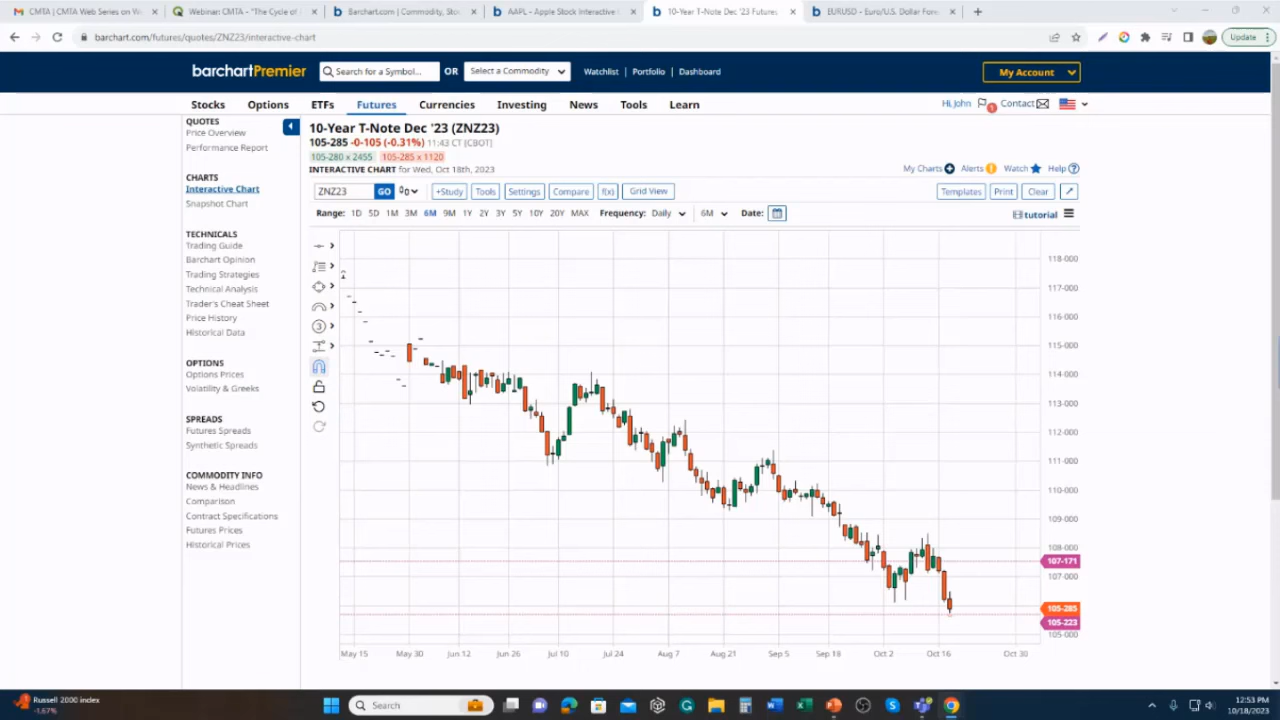 CMTA | CMTA Web Series on W
Webinar: CMTA - "The Cycle of
Barchart.com | Commodity, Sto
AAPL - Apple Stock Interactive
10-Year T-Note Dec '23 Futures
EURUSD - Euro/U.S. Dollar Fore
barchart.com/futures/quotes/ZNZ23/interactive-chart
Update
barchartPremier
Search for a Symbol...
OR
Select a Commodity
Watchlist
Portfolio
Dashboard
My Account
Stocks
Options
ETFs
Futures
Currencies
Investing
News
Tools
Learn
Hi, John
1
Contact
QUOTES
Price Overview
Performance Report
CHARTS
Interactive Chart
Snapshot Chart
TECHNICALS
Trading Guide
Barchart Opinion
Trading Strategies
Technical Analysis
Trader's Cheat Sheet
Price History
Historical Data
OPTIONS
Options Prices
Volatility & Greeks
SPREADS
Futures Spreads
Synthetic Spreads
COMMODITY INFO
News & Headlines
Comparison
Contract Specifications
Futures Prices
Historical Prices
10-Year T-Note Dec '23 (ZNZ23)
105-285 -0-105 (-0.31%) 11:43 CT [CBOT]
105-280 x 2455 105-285 x 1120
INTERACTIVE CHART for Wed, Oct 18th, 2023
My Charts
Alerts
Watch
Help
ZNZ23
GO
+Study
Tools
Settings
Compare
f(x)
Grid View
Templates
Print
Clear
Range: 1D 5D 1M 3M 6M 9M 1Y 2Y 3Y 5Y 10Y 20Y MAX Frequency: Daily 6M Date:
tutorial
118-000
117-000
116-000
115-000
114-000
113-000
112-000
111-000
110-000
109-000
108-000
107-171
107-000
105-285
105-223
105-000
May 15
May 30
Jun 12
Jun 26
Jul 10
Jul 24
Aug 7
Aug 21
Sep 5
Sep 18
Oct 2
Oct 16
Oct 30
Russell 2000 index
-1.67%
Search
12:53 PM
10/18/2023